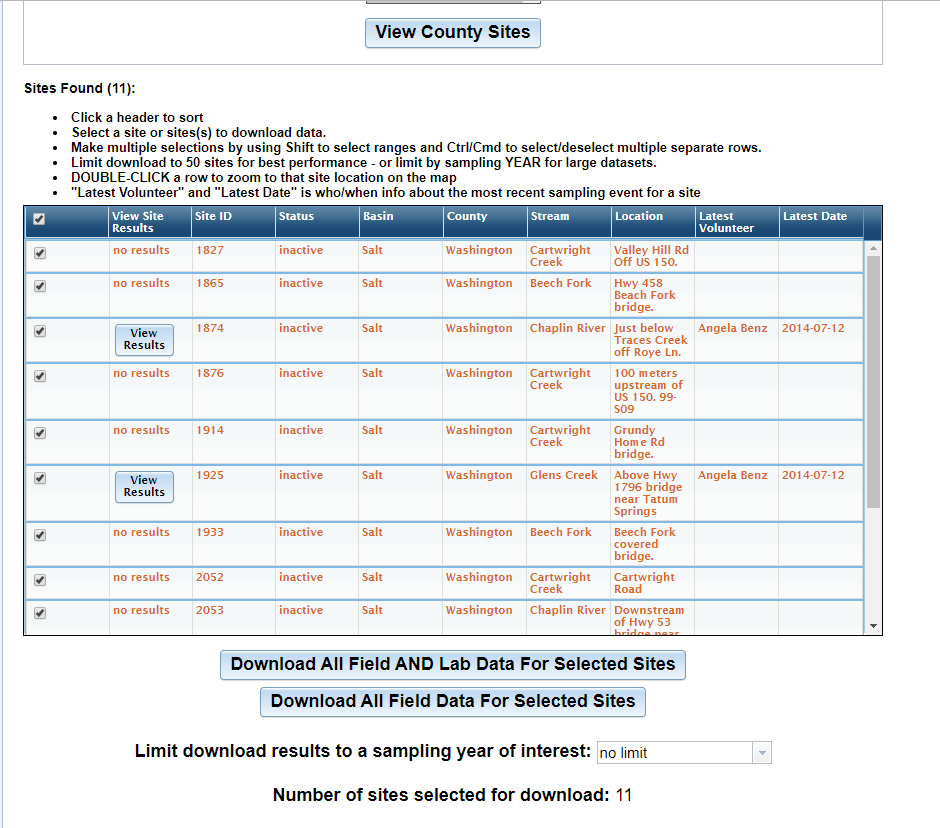 View County Sites
Sites Found (11):
Click a header to sort
Select a site or sites(s) to download data.
Make multiple selections by using Shift to select ranges and Ctrl/Cmd to select/deselect multiple separate rows.
Limit download to 50 sites for best performance - or limit by sampling YEAR for large datasets.
DOUBLE-CLICK a row to zoom to that site location on the map
"Latest Volunteer" and "Latest Date" is who/when info about the most recent sampling event for a site
View Site Results Site ID Status Basin County Stream Location Latest Volunteer Latest Date
no results 1827 inactive Salt Washington Cartwright Creek Valley Hill Rd Off US 150.
no results 1865 inactive Salt Washington Beech Fork Hwy 458 Beach Fork bridge.
View Results 1874 inactive Salt Washington Chaplin River Just below Traces Creek off Roye Ln. Angela Benz 2014-07-12
no results 1876 inactive Salt Washington Cartwright Creek 100 meters upstream of US 150. 99-S09
no results 1914 inactive Salt Washington Cartwright Creek Grundy Home Rd bridge.
View Results 1925 inactive Salt Washington Glens Creek Above Hwy 1796 bridge near Tatum Springs Angela Benz 2014-07-12
no results 1933 inactive Salt Washington Beech Fork Beech Fork covered bridge.
no results 2052 inactive Salt Washington Cartwright Creek Cartwright Road
no results 2053 inactive Salt Washington Chaplin River Downstream of Hwy 53 bridge near
Download All Field AND Lab Data For Selected Sites
Download All Field Data For Selected Sites
Limit download results to a sampling year of interest: no limit
Number of sites selected for download: 11